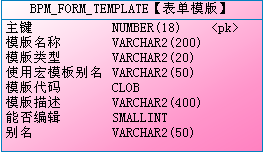 BPM_FORM_TEMPLATE【表单模版】
主键 NUMBER(18) <pk>
模版名称 VARCHAR2(200)
模版类型 VARCHAR2(20)
使用宏模板别名 VARCHAR2(50)
模版代码 CLOB
模版描述 VARCHAR2(400)
能否编辑 SMALLINT
别名 VARCHAR2(50)